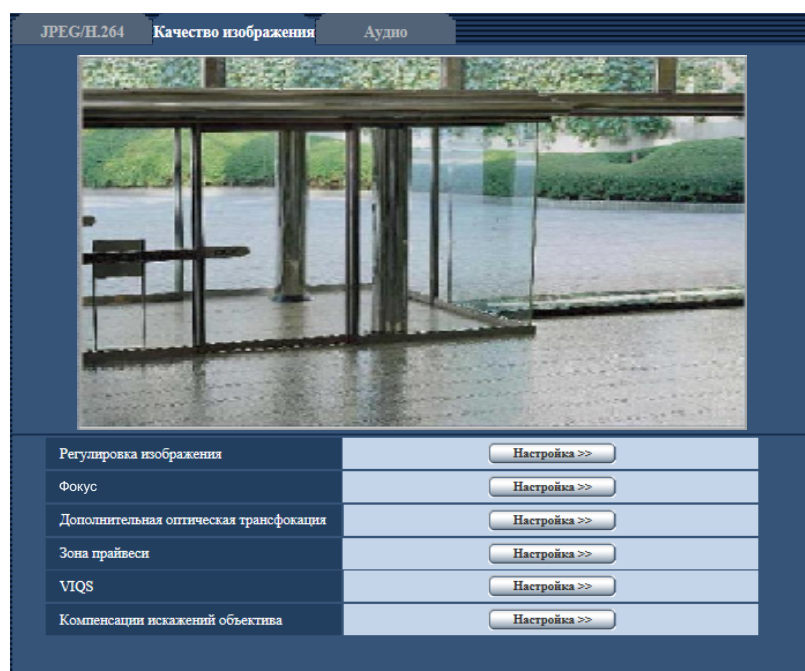 JPEG/H.264 Качество изображения Аудио
Регулировка изображения Настройка >>
Фокус Настройка >>
Дополнительная оптическая трансфокация Настройка >>
Зона прайвеси Настройка >>
VIQS Настройка >>
Компенсации искажений объектива Настройка >>